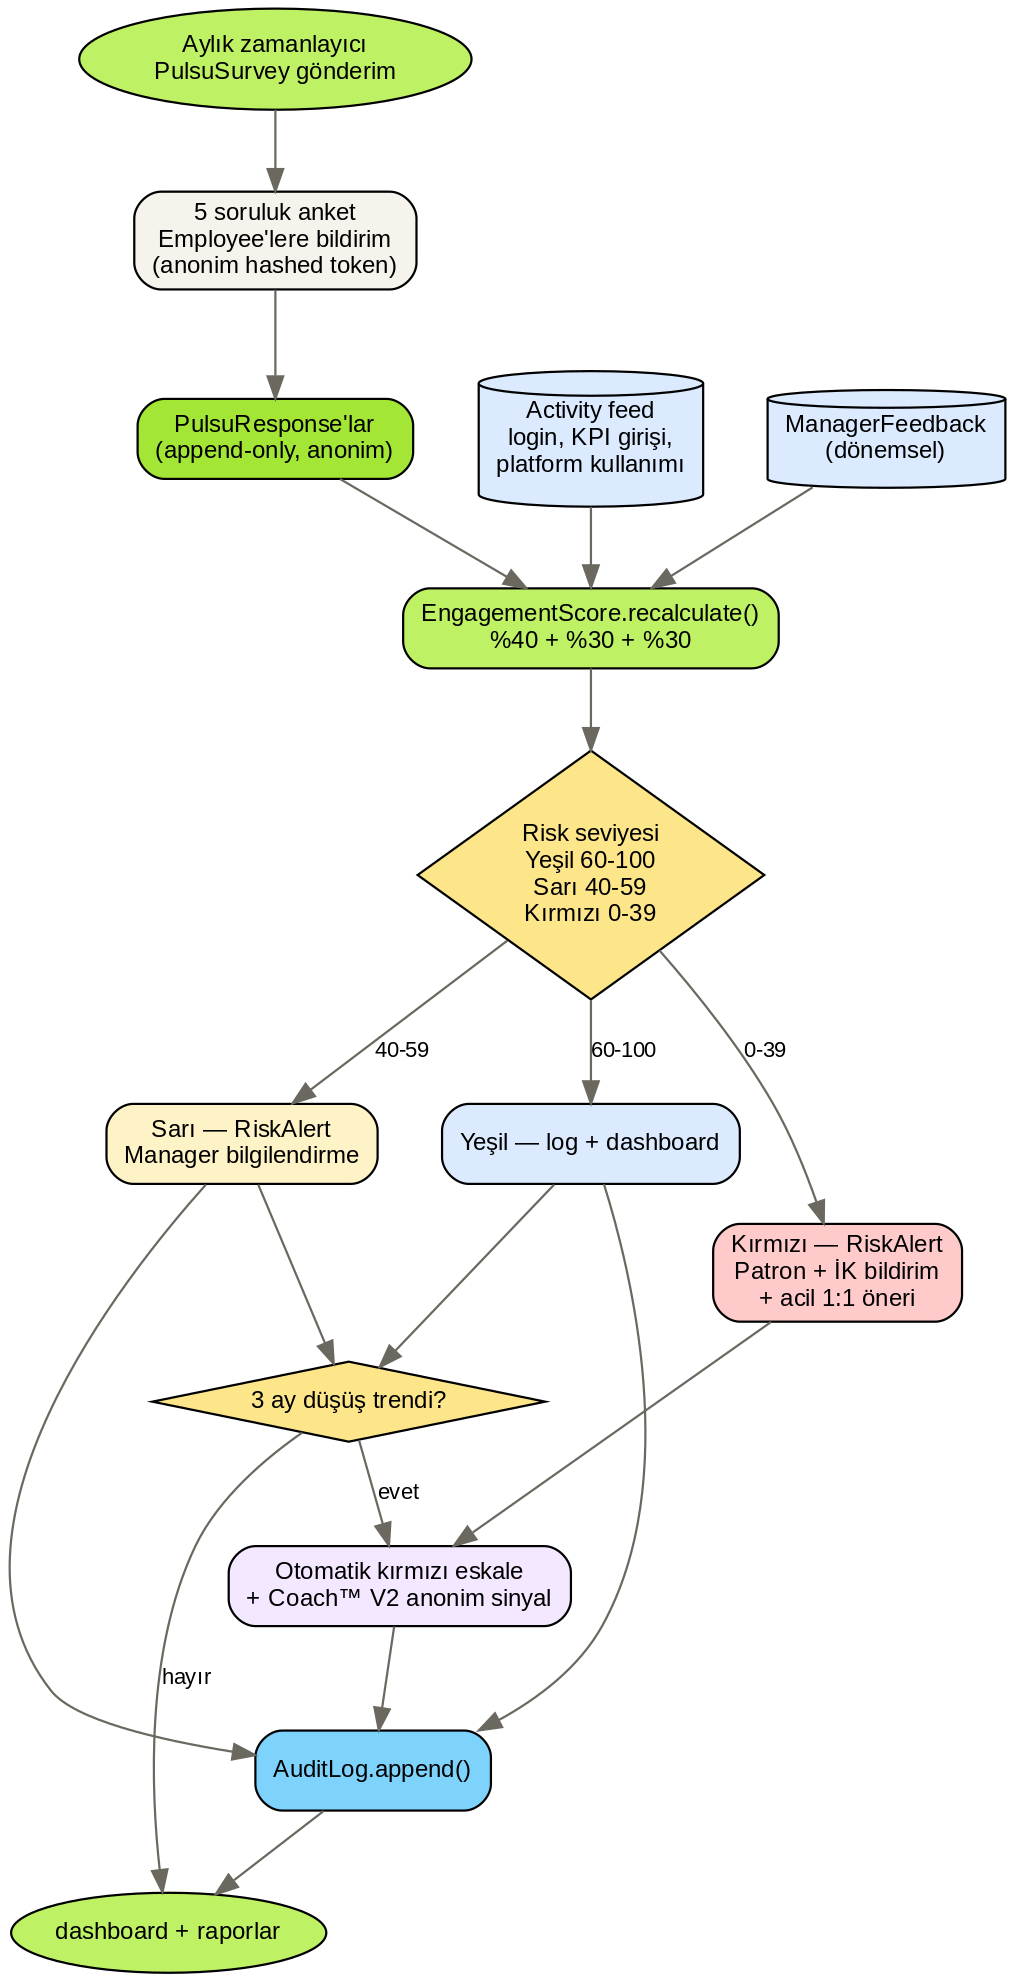 Aylık zamanlayıcı
PulsuSurvey gönderim
5 soruluk anket
Employee'lere bildirim
(anonim hashed token)
PulsuResponse'lar
(append-only, anonim)
Activity feed
login, KPI girişi,
platform kullanımı
ManagerFeedback
(dönemsel)
EngagementScore.recalculate()
%40 + %30 + %30
Risk seviyesi
Yeşil 60-100
Sarı 40-59
Kırmızı 0-39
40-59
60-100
0-39
Sarı — RiskAlert
Manager bilgilendirme
Yeşil — log + dashboard
Kırmızı — RiskAlert
Patron + İK bildirim
+ acil 1:1 öneri
3 ay düşüş trendi?
evet
Otomatik kırmızı eskale
+ Coach™ V2 anonim sinyal
hayır
AuditLog.append()
dashboard + raporlar